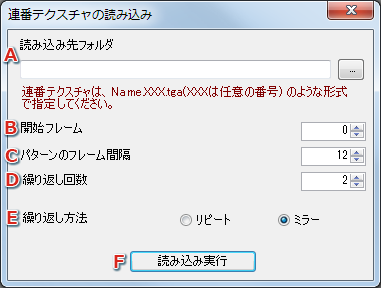 連番テクスチャの読み込み
A 読み込み先フォルダ
...
連番テクスチャは、NameXXX.tga(XXXは任意の番号) のような形式
で指定してください。
B 開始フレーム 0
C パターンのフレーム間隔 12
D 繰り返し回数 2
E 繰り返し方法 リピート ミラー
F 読み込み実行